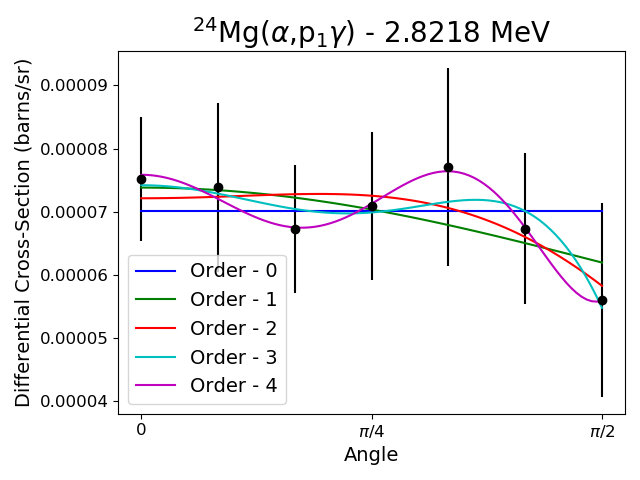 ²⁴Mg(α,p₁γ) - 2.8218 MeV
Differential Cross-Section (barns/sr)
0.00009
0.00008
0.00007
0.00006
0.00005
0.00004
Order - 0
Order - 1
Order - 2
Order - 3
Order - 4
0
π/4
π/2
Angle